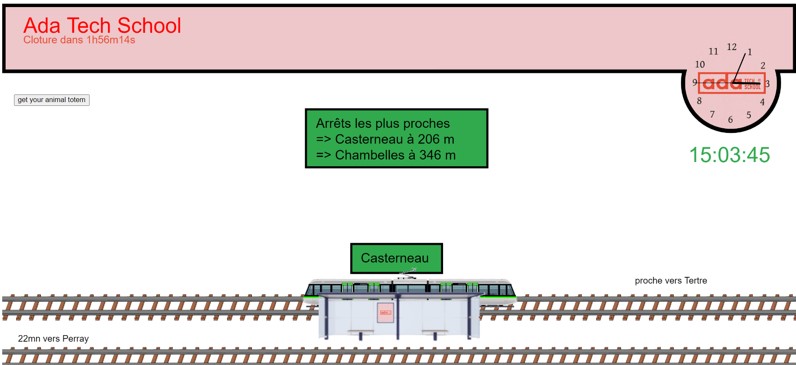 Ada Tech School
Cloture dans 1h56m14s
12
11
1
10
2
9
ada
TECH
SCHOOL
3
8
4
7
5
6
get your animal totem
Arrêts les plus proches
=> Casterneau à 206 m
=> Chambelles à 346 m
15:03:45
Casterneau
proche vers Tertre
22mn vers Perray